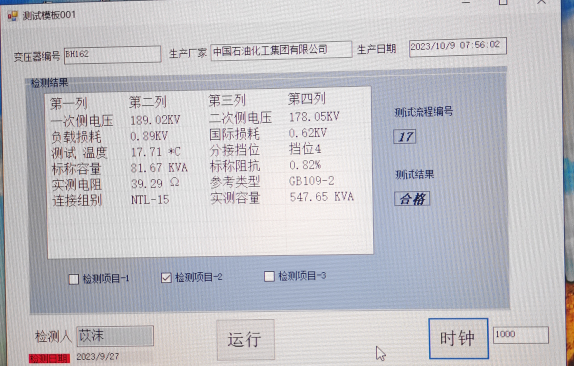 测试模板001
变压器编号 BH162 生产厂家 中国石油化工集团有限公司 生产日期 2023/10/9 07:56:02
检测结果
第一列 第二列 第三列 第四列
一次侧电压 189.02KV 二次侧电压 178.05KV
负载损耗 0.89KV 国际损耗 0.62KV
测试 温度 17.71 *C 分接挡位 挡位4
标称容量 81.67 KVA 标称阻抗 0.82%
实测电阻 39.29 Ω 参考类型 GB109-2
连接组别 NTL-15 实测容量 547.65 KVA
测试流程编号
17
测试结果
合格
检测项目-1 检测项目-2 检测项目-3
检测人 苡沫 运行 时钟 1000
检测日期 2023/9/27